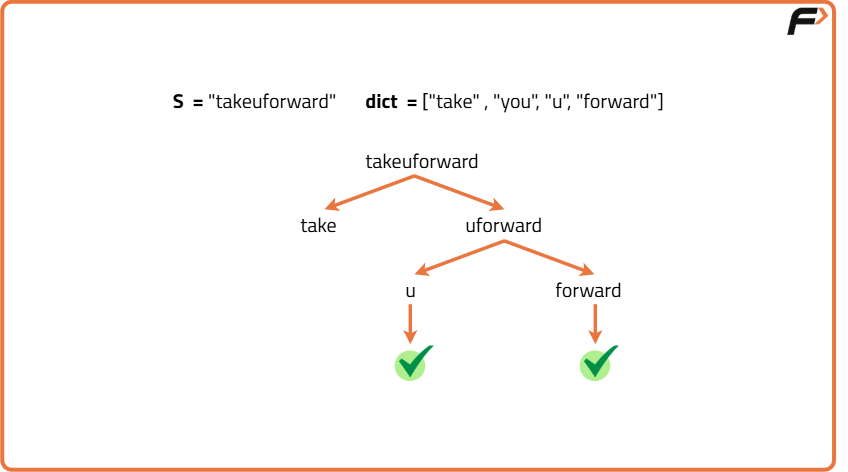 S = "takeuforward" dict = ["take" , "you", "u", "forward"]
takeuforward
take uforward
u forward